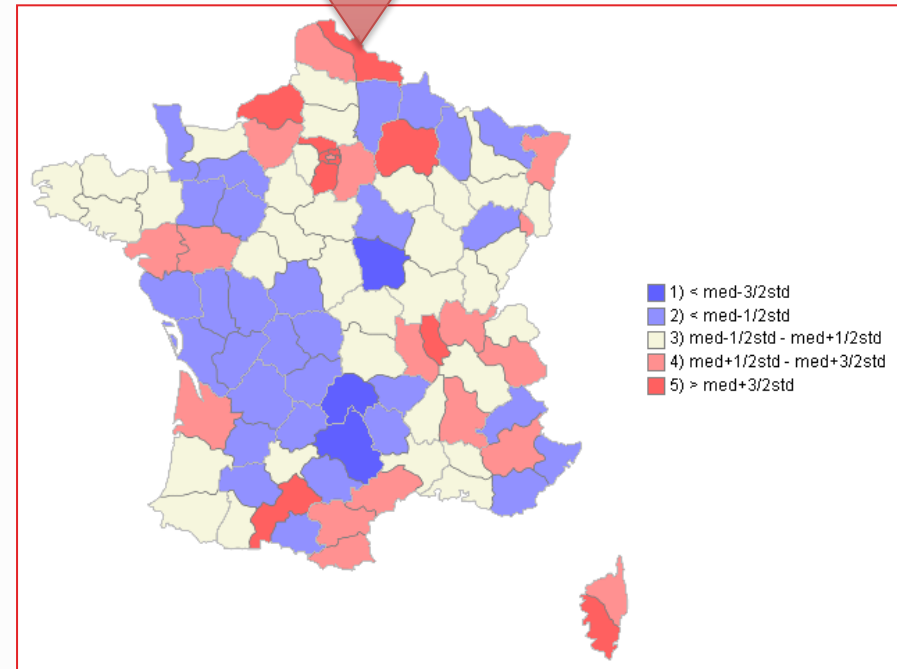 1) < med-3/2std
2) < med-1/2std
3) med-1/2std - med+1/2std
4) med+1/2std - med+3/2std
5) > med+3/2std